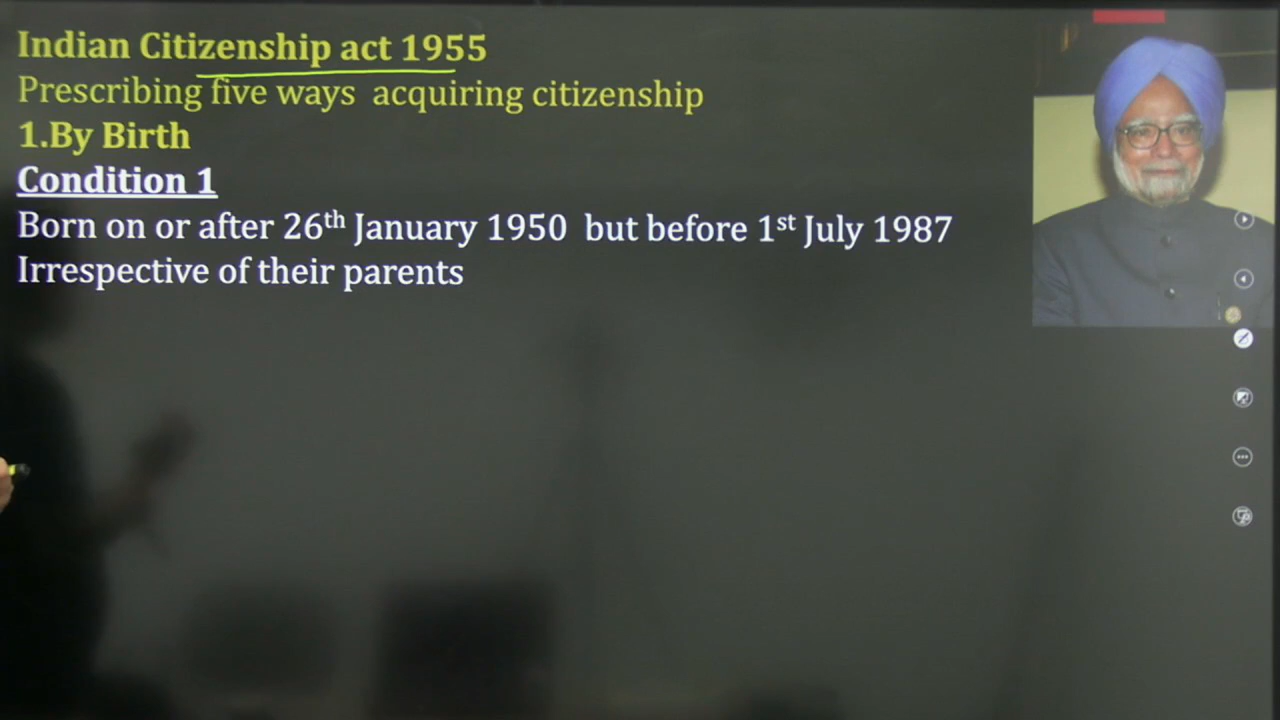 Indian Citizenship act 1955
Prescribing five ways acquiring citizenship
1.By Birth
Condition 1
Born on or after 26th January 1950 but before 1st July 1987
Irrespective of their parents